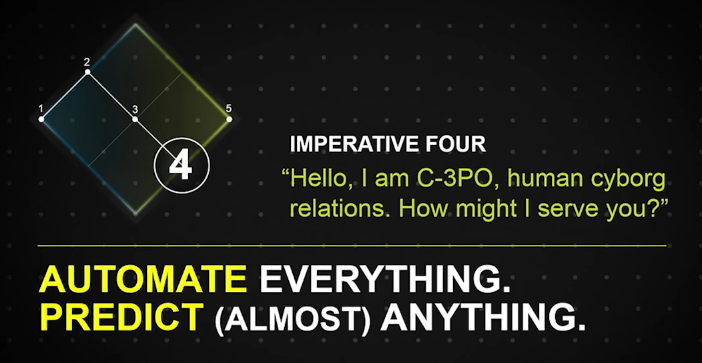 2
1
3
5
4
IMPERATIVE FOUR
“Hello, I am C-3PO, human cyborg
relations. How might I serve you?”
AUTOMATE EVERYTHING.
PREDICT (ALMOST) ANYTHING.